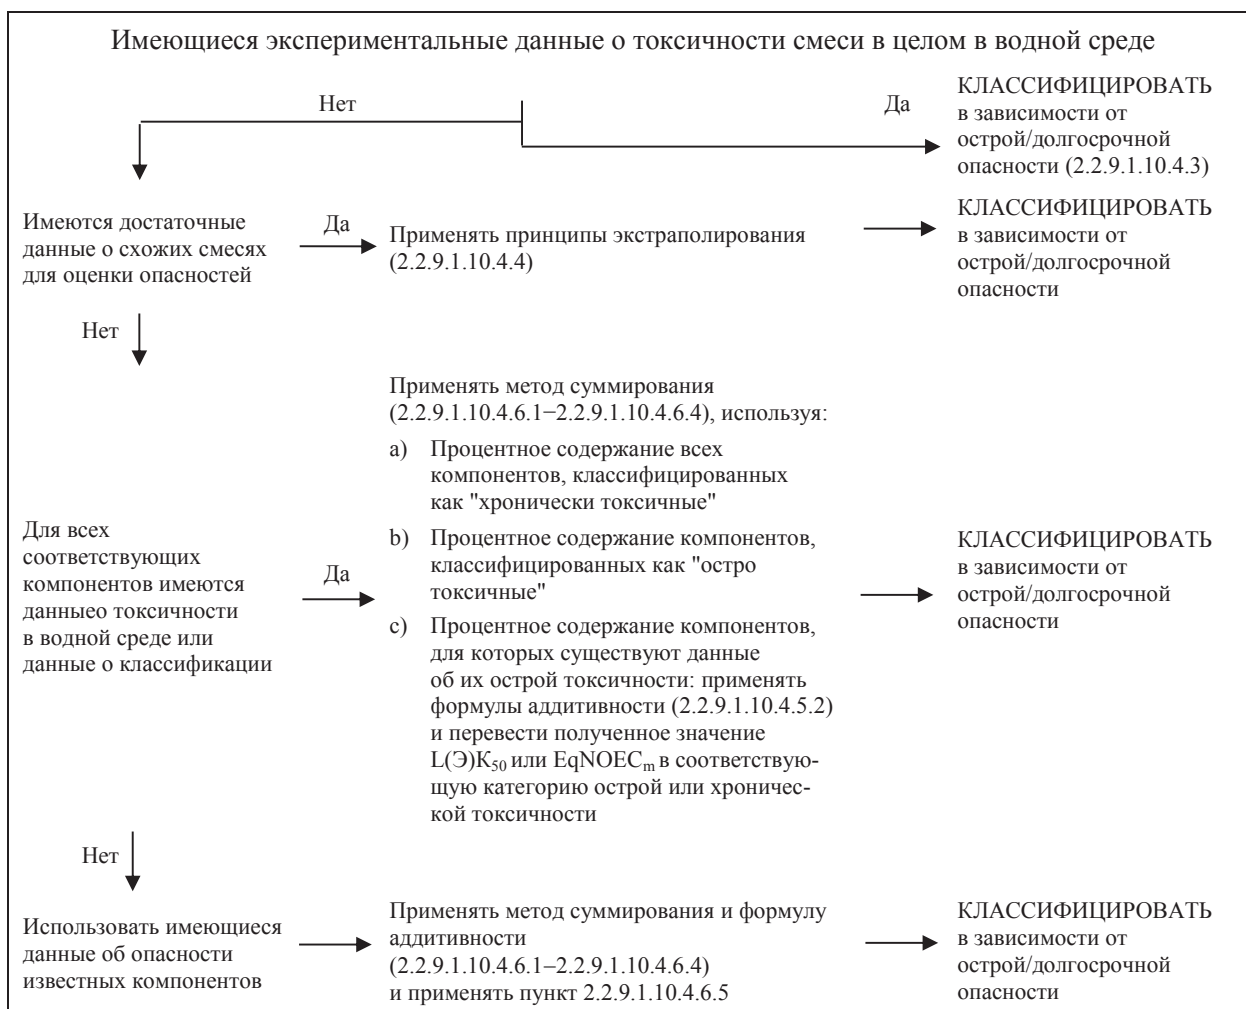 Имеющиеся экспериментальные данные о токсичности смеси в целом в водной среде
Нет
Да
КЛАССИФИЦИРОВАТЬ
в зависимости от
острой/долгосрочной
опасности (2.2.9.1.10.4.3)
Имеются достаточные
данные о схожих смесях
для оценки опасностей
Да
Применять принципы экстраполирования
(2.2.9.1.10.4.4)
КЛАССИФИЦИРОВАТЬ
в зависимости от
острой/долгосрочной
опасности
Нет
Для всех
соответствующих
компонентов имеются
данныео токсичности
в водной среде или
данные о классификации
Да
Применять метод суммирования
(2.2.9.1.10.4.6.1−2.2.9.1.10.4.6.4), используя:
a) Процентное содержание всех
компонентов, классифицированных
как "хронически токсичные"
b) Процентное содержание компонентов,
классифицированных как "остро
токсичные"
c) Процентное содержание компонентов,
для которых существуют данные
об их острой токсичности: применять
формулы аддитивности (2.2.9.1.10.4.5.2)
и перевести полученное значение
L(Э)K50 или EqNOECm в соответствую-
щую категорию острой или хроничес-
кой токсичности
КЛАССИФИЦИРОВАТЬ
в зависимости от
острой/долгосрочной
опасности
Нет
Использовать имеющиеся
данные об опасности
известных компонентов
Применять метод суммирования и формулу
аддитивности
(2.2.9.1.10.4.6.1−2.2.9.1.10.4.6.4)
и применять пункт 2.2.9.1.10.4.6.5
КЛАССИФИЦИРОВАТЬ
в зависимости от
острой/долгосрочной
опасности